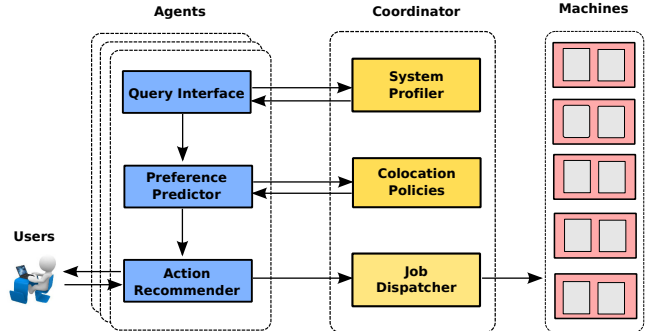 Agents
Coordinator
Machines
Query Interface
System
Profiler
Preference
Predictor
Colocation
Policies
Users
Action
Recommender
Job
Dispatcher